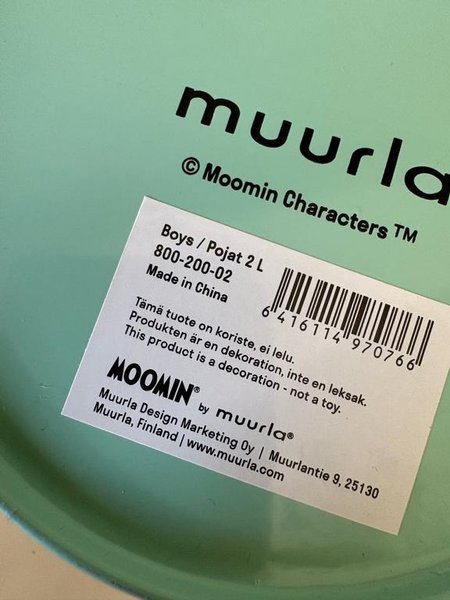 muurla
© Moomin Characters ™
Boys / Pojat 2 L
800-200-02
Made in China
6 416114 970766
Tämä tuote on koriste, ei lelu.
Produkten är en dekoration, inte en leksak.
This product is a decoration - not a toy.
MOOMIN® by muurla®
Muurla Design Marketing Oy | Muurlantie 9, 25130
Muurla, Finland | www.muurla.com